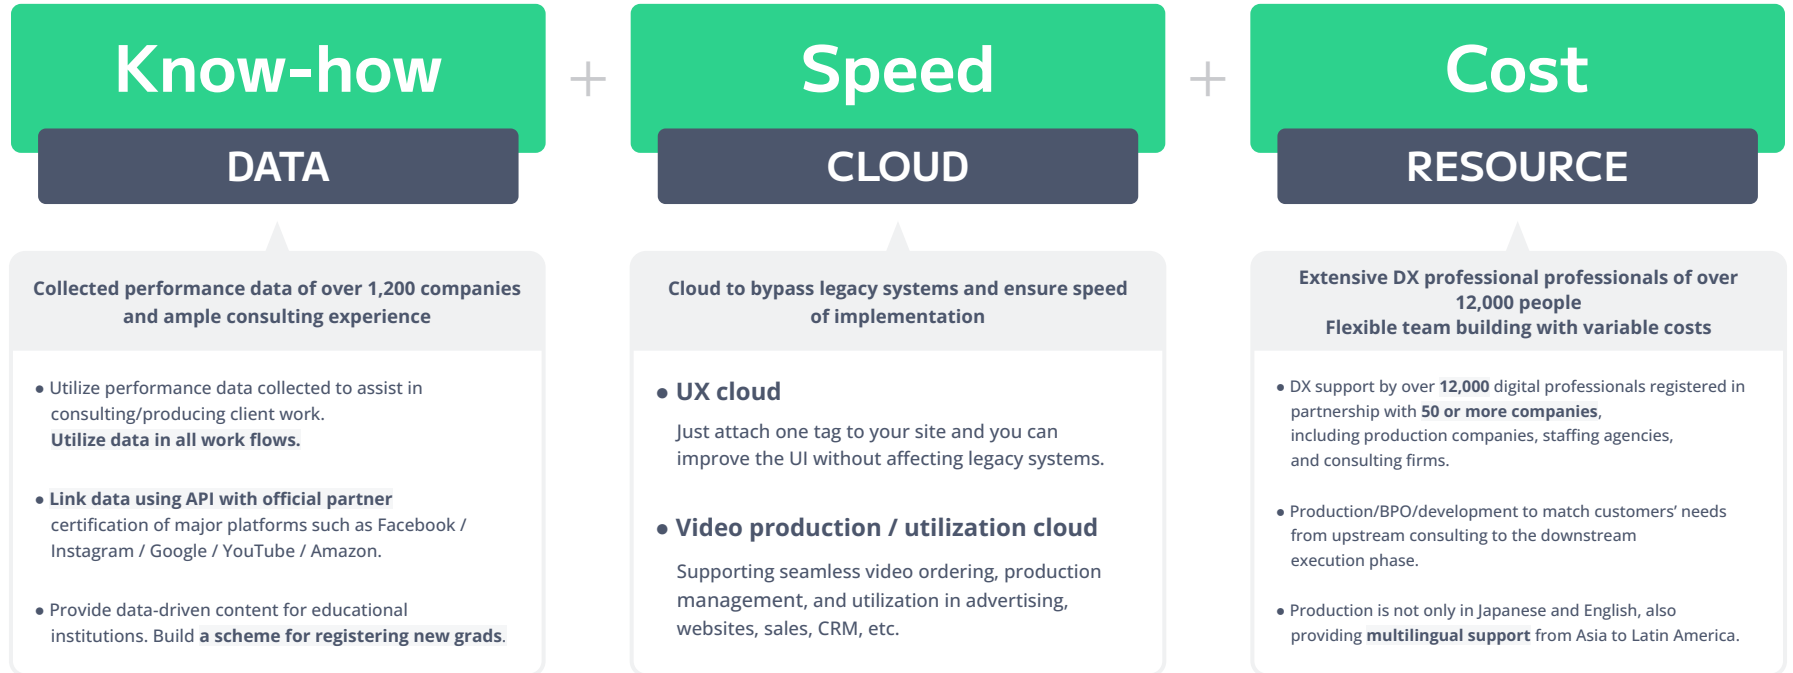 Know-how
DATA
Collected performance data of over 1,200 companies
and ample consulting experience
● Utilize performance data collected to assist in
consulting/producing client work.
Utilize data in all work flows.
● Link data using API with official partner
certification of major platforms such as Facebook /
Instagram / Google / YouTube / Amazon.
● Provide data-driven content for educational
institutions. Build a scheme for registering new grads.
+
Speed
CLOUD
Cloud to bypass legacy systems and ensure speed
of implementation
● UX cloud
Just attach one tag to your site and you can
improve the UI without affecting legacy systems.
● Video production / utilization cloud
Supporting seamless video ordering, production
management, and utilization in advertising,
websites, sales, CRM, etc.
+
Cost
RESOURCE
Extensive DX professional professionals of over
12,000 people
Flexible team building with variable costs
● DX support by over 12,000 digital professionals registered in
partnership with 50 or more companies,
including production companies, staffing agencies,
and consulting firms.
● Production/BPO/development to match customers’ needs
from upstream consulting to the downstream
execution phase.
● Production is not only in Japanese and English, also
providing multilingual support from Asia to Latin America.